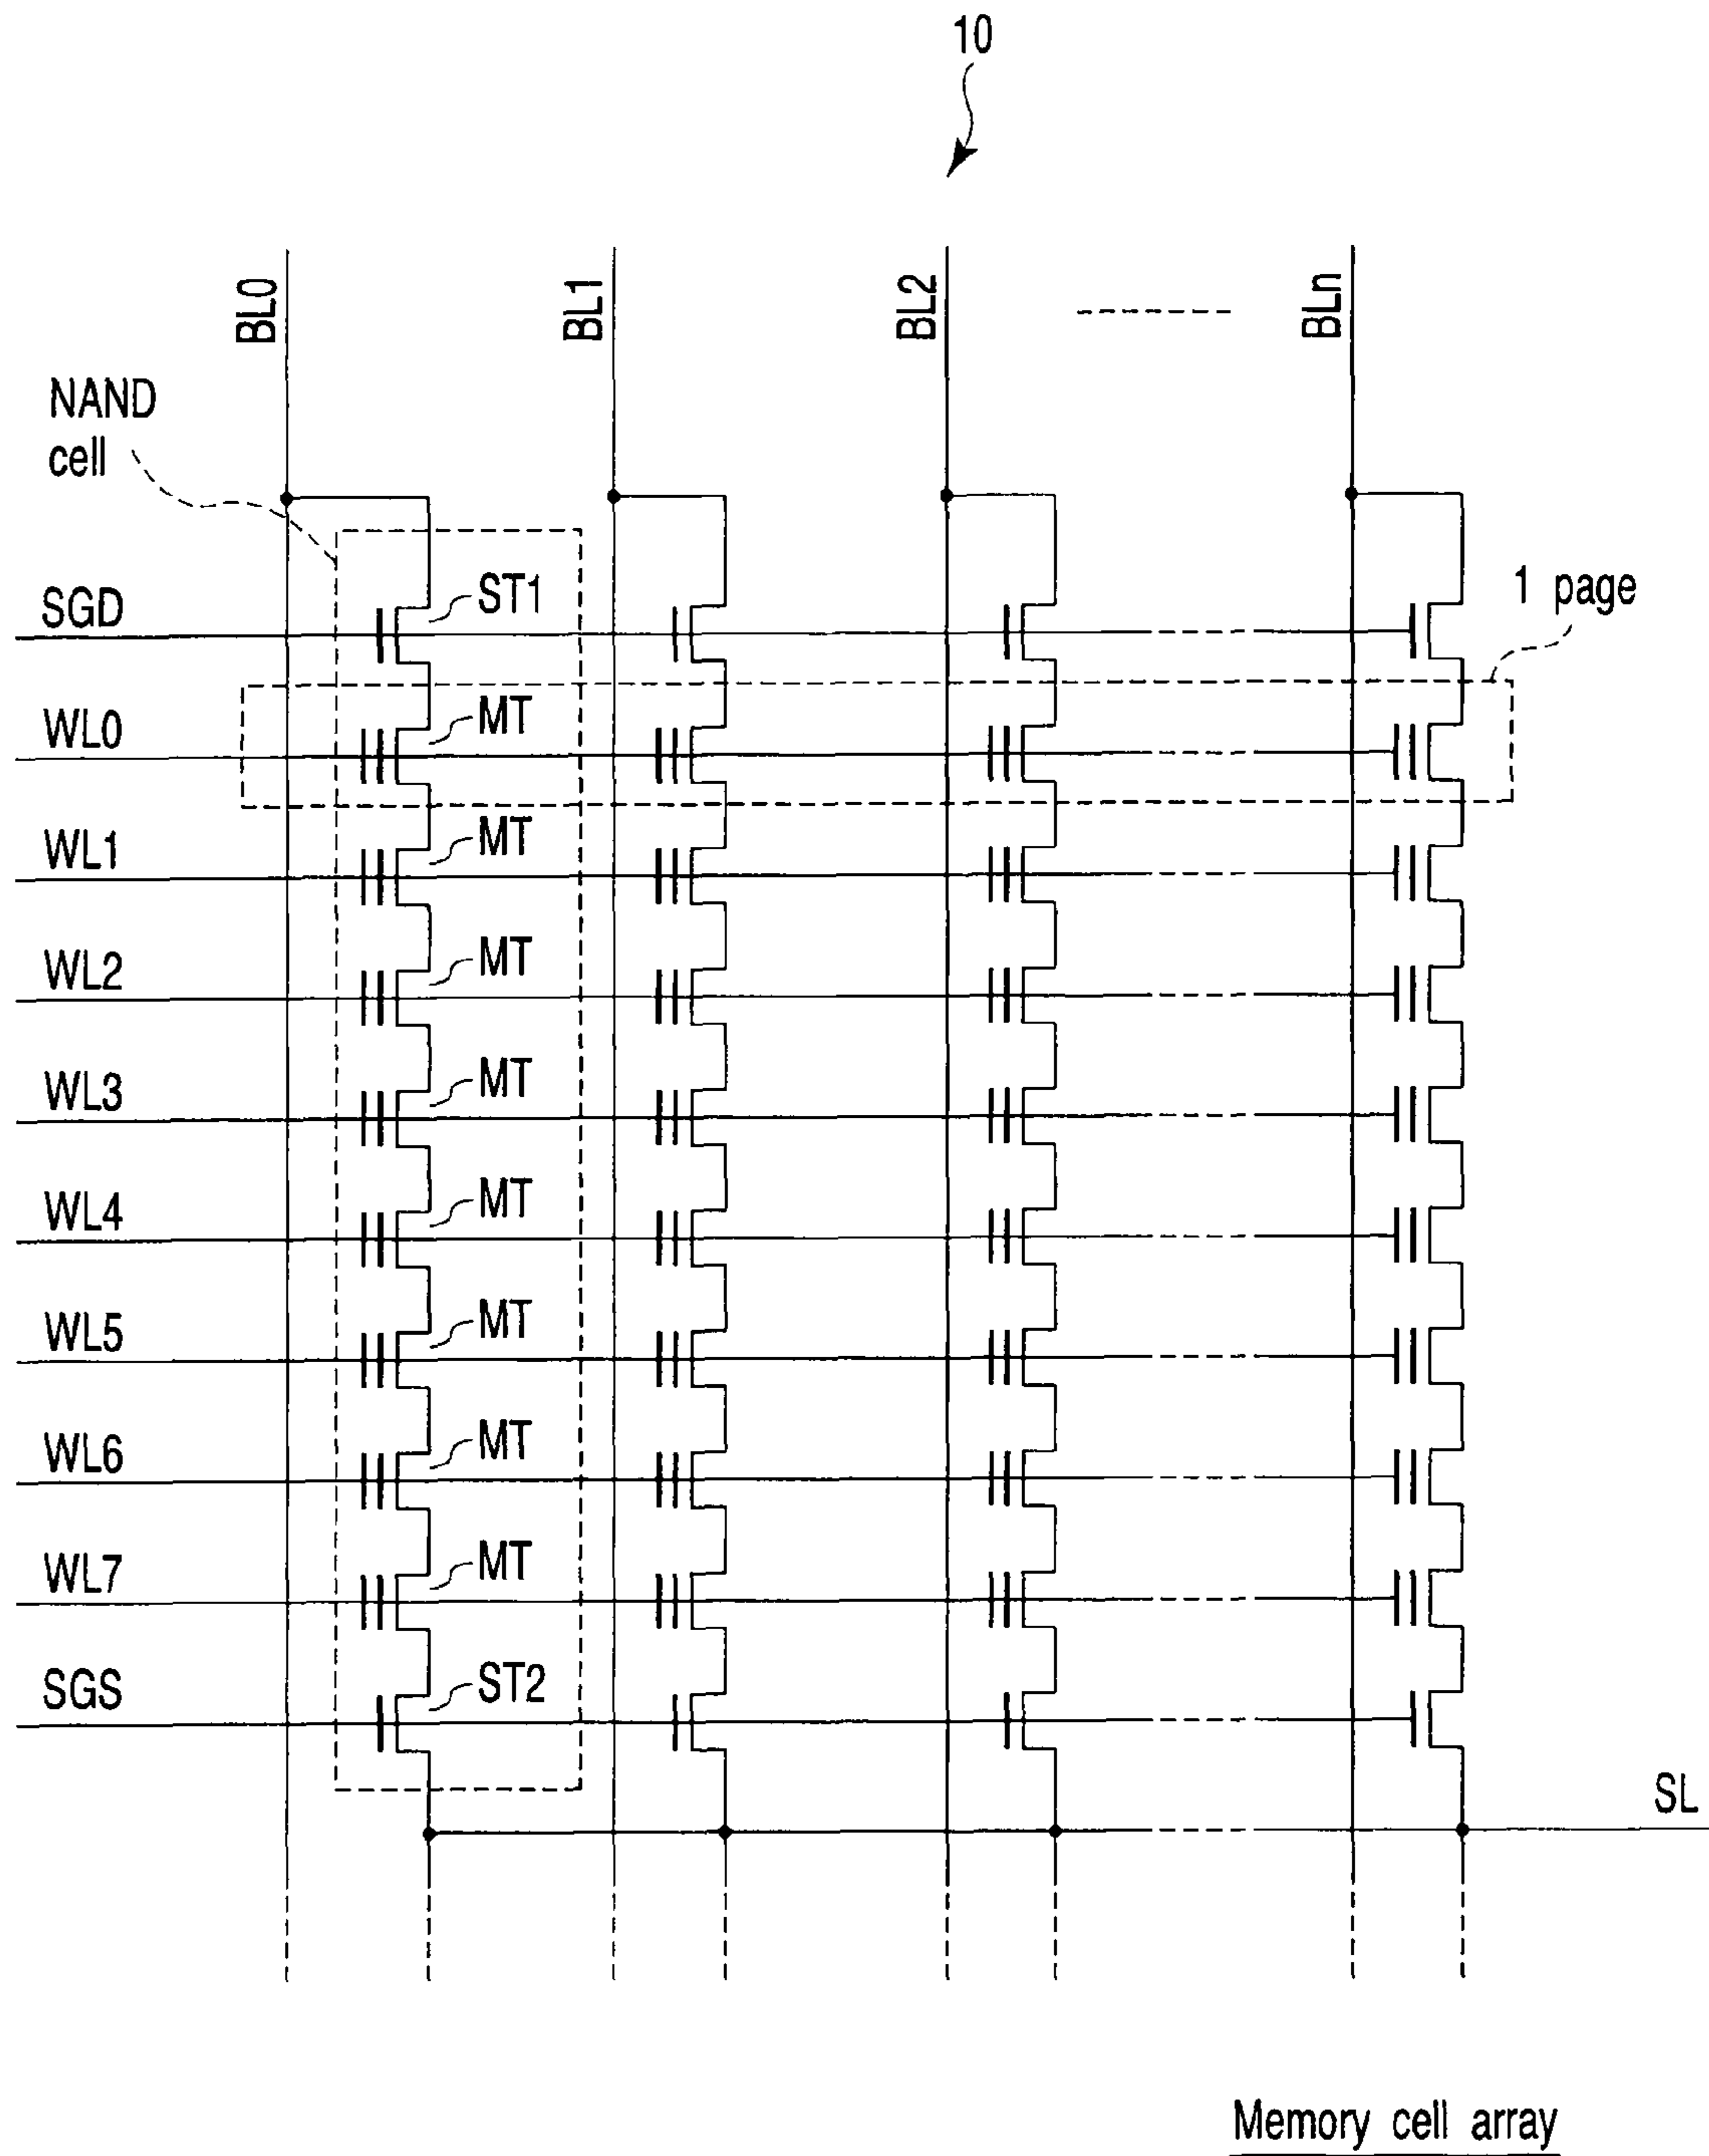 10
BL0
BL1
BL2
BLn
NAND
cell
SGD
ST1
1 page
WL0
MT
WL1
MT
WL2
MT
WL3
MT
WL4
MT
WL5
MT
WL6
MT
WL7
MT
SGS
ST2
SL
Memory cell array